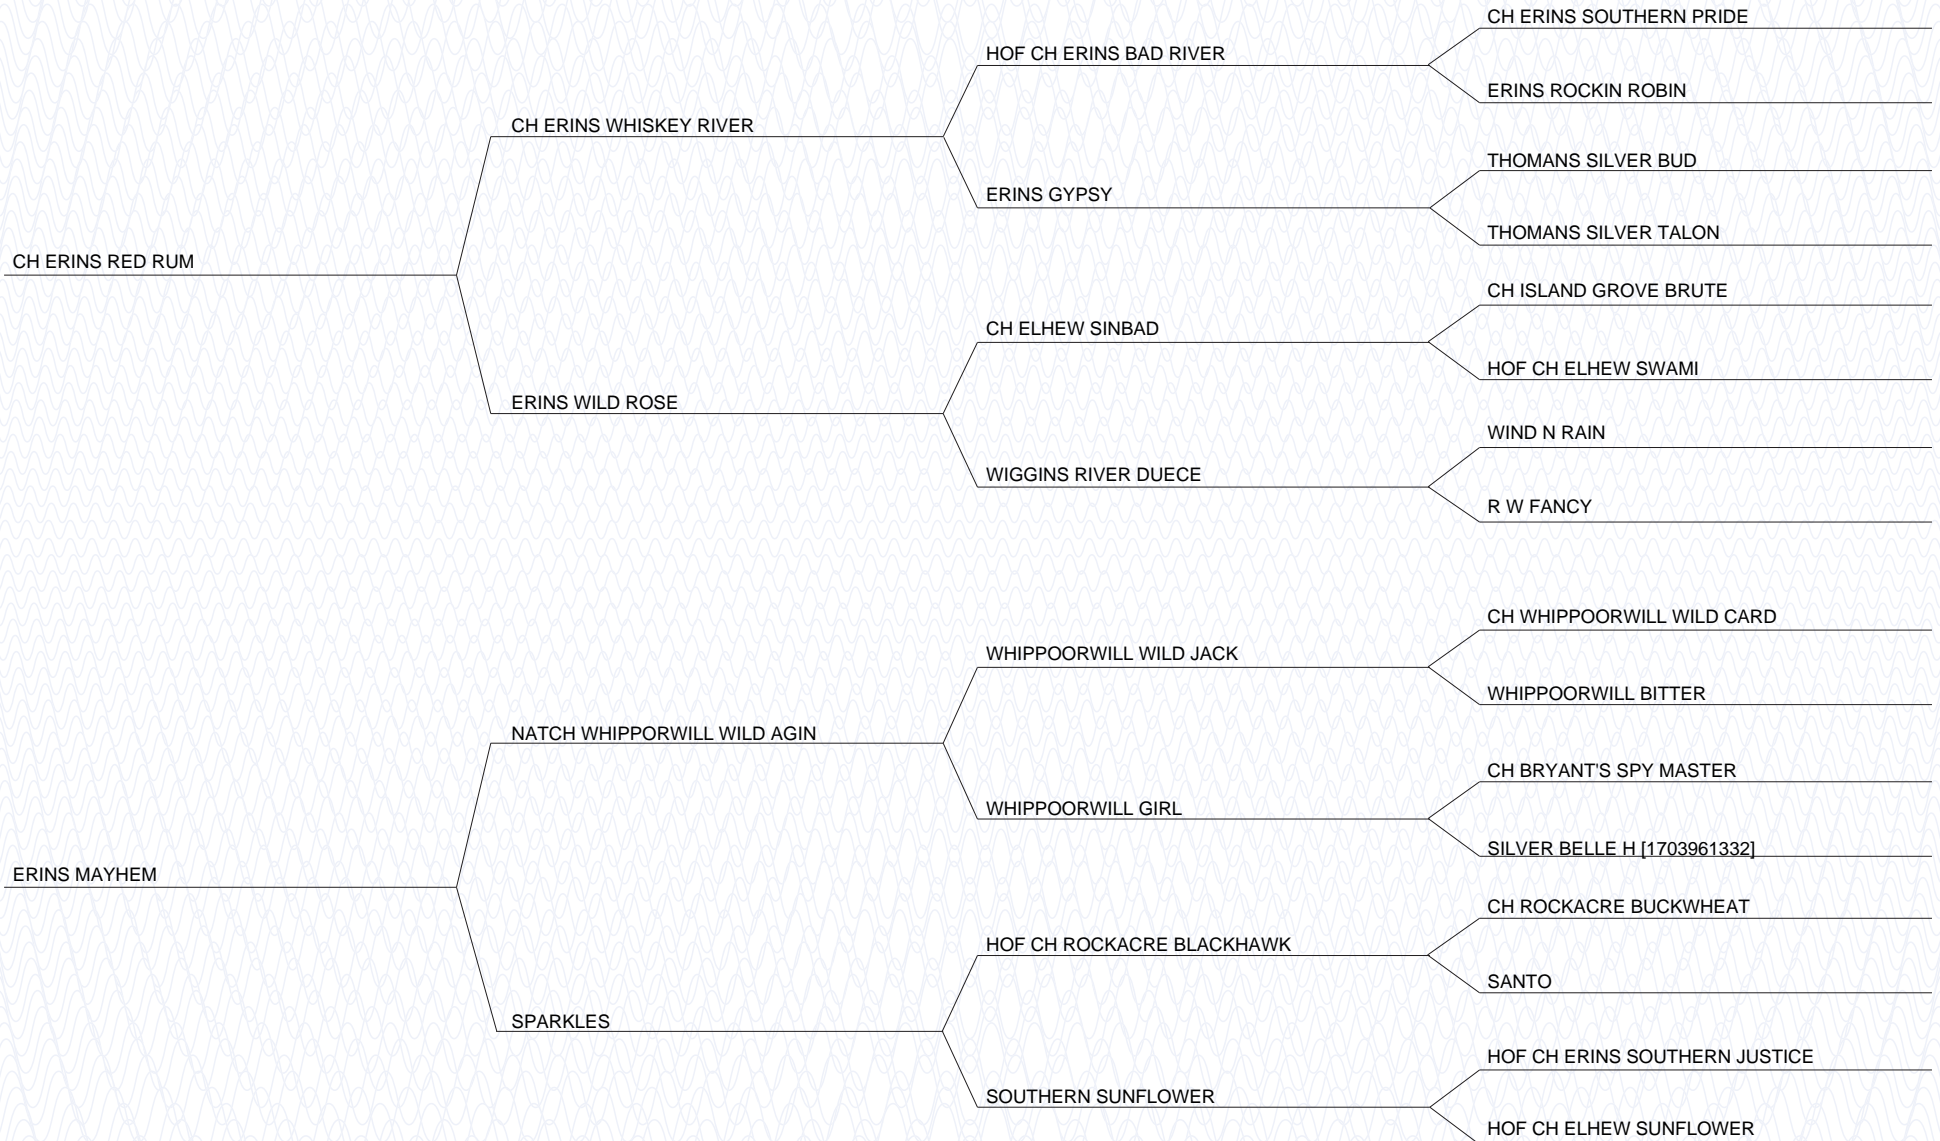 CH ERINS SOUTHERN PRIDE
HOF CH ERINS BAD RIVER
ERINS ROCKIN ROBIN
CH ERINS WHISKEY RIVER
THOMANS SILVER BUD
ERINS GYPSY
THOMANS SILVER TALON
CH ERINS RED RUM
CH ISLAND GROVE BRUTE
CH ELHEW SINBAD
HOF CH ELHEW SWAMI
ERINS WILD ROSE
WIND N RAIN
WIGGINS RIVER DUECE
R W FANCY
CH WHIPPOORWILL WILD CARD
WHIPPOORWILL WILD JACK
WHIPPOORWILL BITTER
NATCH WHIPPORWILL WILD AGIN
CH BRYANT'S SPY MASTER
WHIPPOORWILL GIRL
SILVER BELLE H [1703961332]
ERINS MAYHEM
CH ROCKACRE BUCKWHEAT
HOF CH ROCKACRE BLACKHAWK
SANTO
SPARKLES
HOF CH ERINS SOUTHERN JUSTICE
SOUTHERN SUNFLOWER
HOF CH ELHEW SUNFLOWER